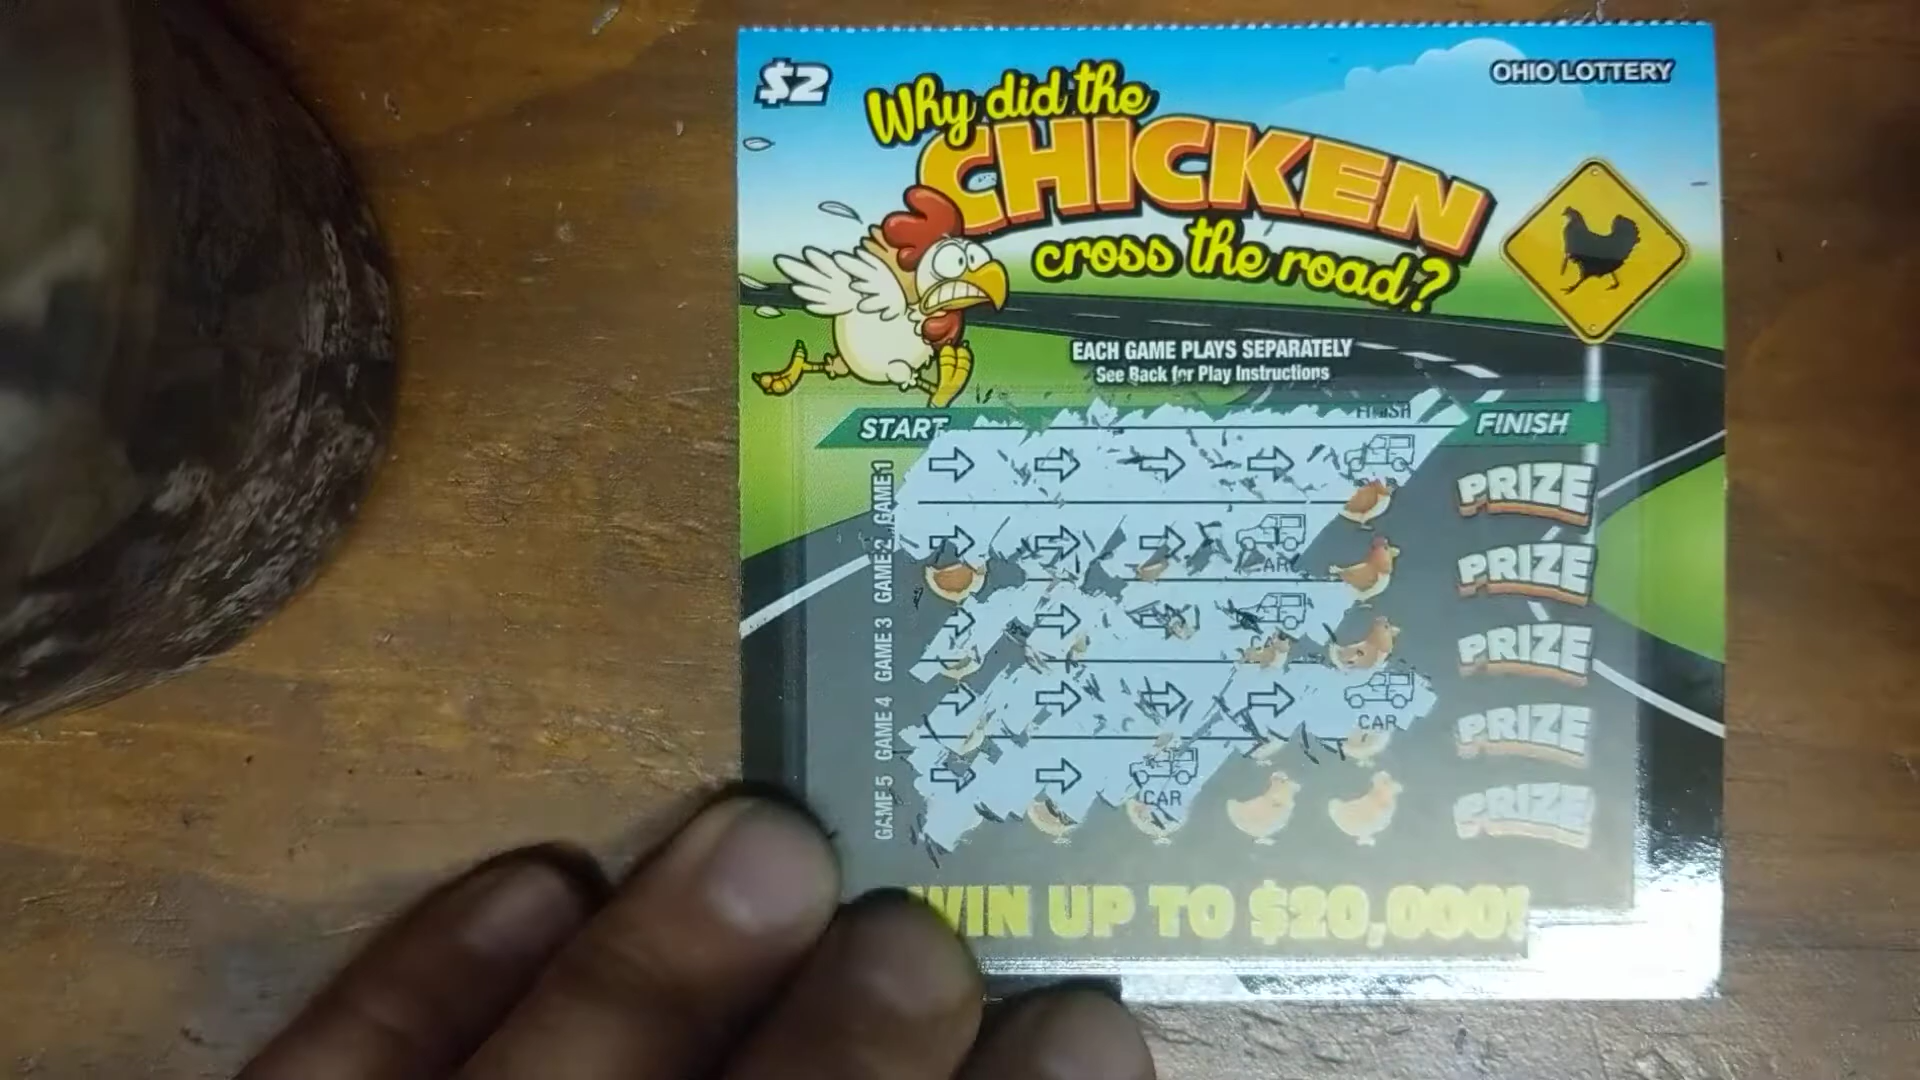 $2
OHIO LOTTERY
Why did the
CHICKEN
cross the road?
EACH GAME PLAYS SEPARATELY
See Back for Play Instructions
START
FINISH
FINISH
GAME 1
PRIZE
GAME 2
CAR
PRIZE
GAME 3
PRIZE
GAME 4
CAR
PRIZE
GAME 5
CAR
PRIZE
WIN UP TO $20,000!